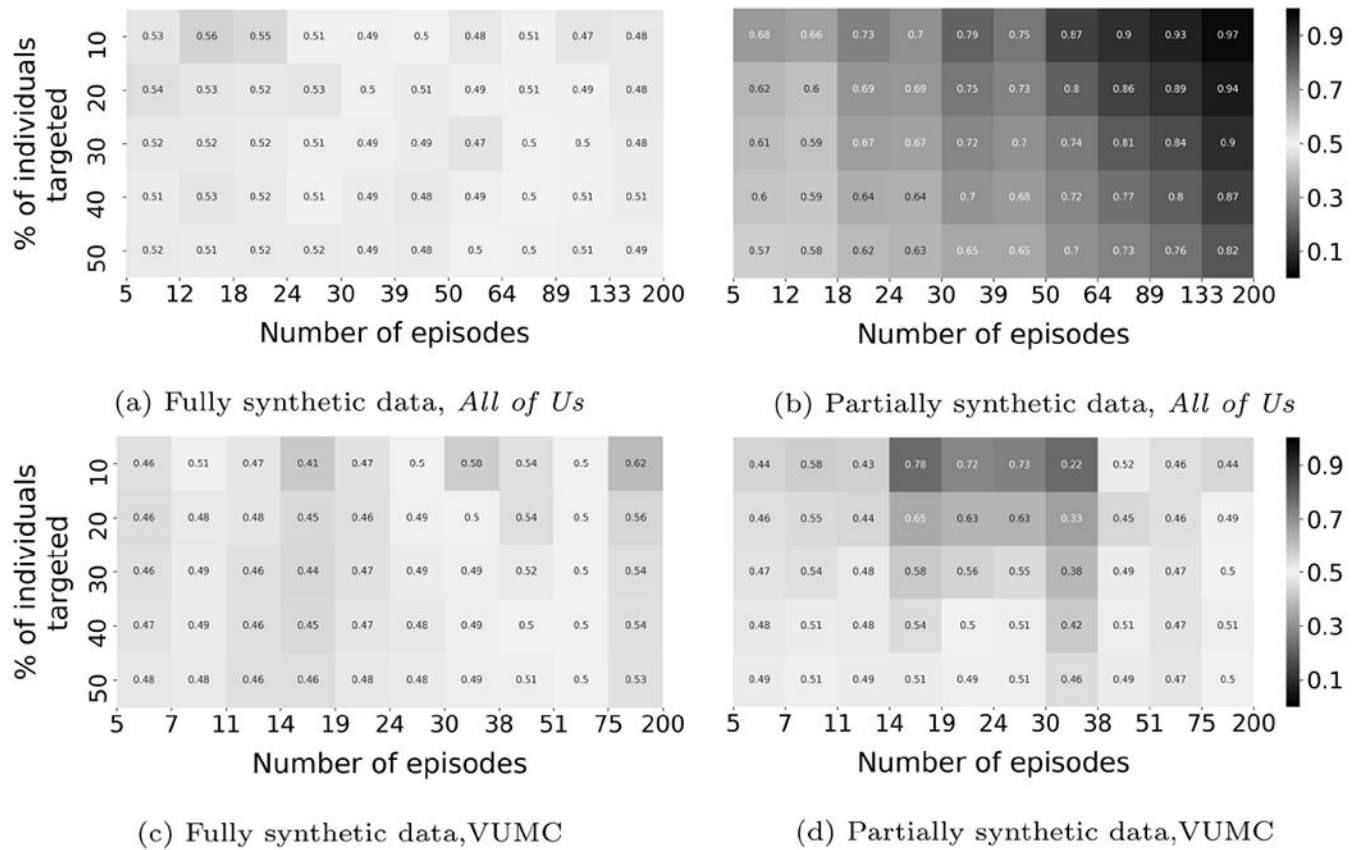 % of individuals targeted
10 0.53 0.56 0.55 0.51 0.49 0.5 0.48 0.51 0.47 0.48
20 0.54 0.53 0.52 0.53 0.5 0.51 0.49 0.51 0.49 0.48
30 0.52 0.52 0.52 0.51 0.49 0.49 0.47 0.5 0.5 0.48
40 0.51 0.53 0.52 0.51 0.49 0.48 0.49 0.5 0.51 0.51
50 0.52 0.51 0.52 0.52 0.49 0.48 0.5 0.5 0.51 0.49
5 12 18 24 30 39 50 64 89 133 200
Number of episodes
(a) Fully synthetic data, All of Us
0.68 0.66 0.73 0.7 0.79 0.75 0.87 0.9 0.93 0.97
0.62 0.6 0.69 0.69 0.75 0.73 0.8 0.86 0.89 0.94
0.61 0.59 0.67 0.67 0.72 0.7 0.74 0.81 0.84 0.9
0.6 0.59 0.64 0.64 0.7 0.68 0.72 0.77 0.8 0.87
0.57 0.58 0.62 0.63 0.65 0.65 0.7 0.73 0.76 0.82
5 12 18 24 30 39 50 64 89 133 200
Number of episodes
0.9
0.7
0.5
0.3
0.1
(b) Partially synthetic data, All of Us
% of individuals targeted
10 0.46 0.51 0.47 0.41 0.47 0.5 0.58 0.54 0.5 0.62
20 0.46 0.48 0.48 0.45 0.46 0.49 0.5 0.54 0.5 0.56
30 0.46 0.49 0.46 0.44 0.47 0.49 0.49 0.52 0.5 0.54
40 0.47 0.49 0.46 0.45 0.47 0.48 0.49 0.5 0.5 0.54
50 0.48 0.48 0.46 0.46 0.48 0.48 0.49 0.51 0.5 0.53
5 7 11 14 19 24 30 38 51 75 200
Number of episodes
(c) Fully synthetic data,VUMC
0.44 0.58 0.43 0.78 0.72 0.73 0.22 0.52 0.46 0.44
0.46 0.55 0.44 0.65 0.63 0.63 0.33 0.45 0.46 0.49
0.47 0.54 0.48 0.58 0.56 0.55 0.38 0.49 0.47 0.5
0.48 0.51 0.48 0.54 0.5 0.51 0.42 0.51 0.47 0.51
0.49 0.51 0.49 0.51 0.49 0.51 0.46 0.49 0.47 0.5
5 7 11 14 19 24 30 38 51 75 200
Number of episodes
0.9
0.7
0.5
0.3
0.1
(d) Partially synthetic data,VUMC